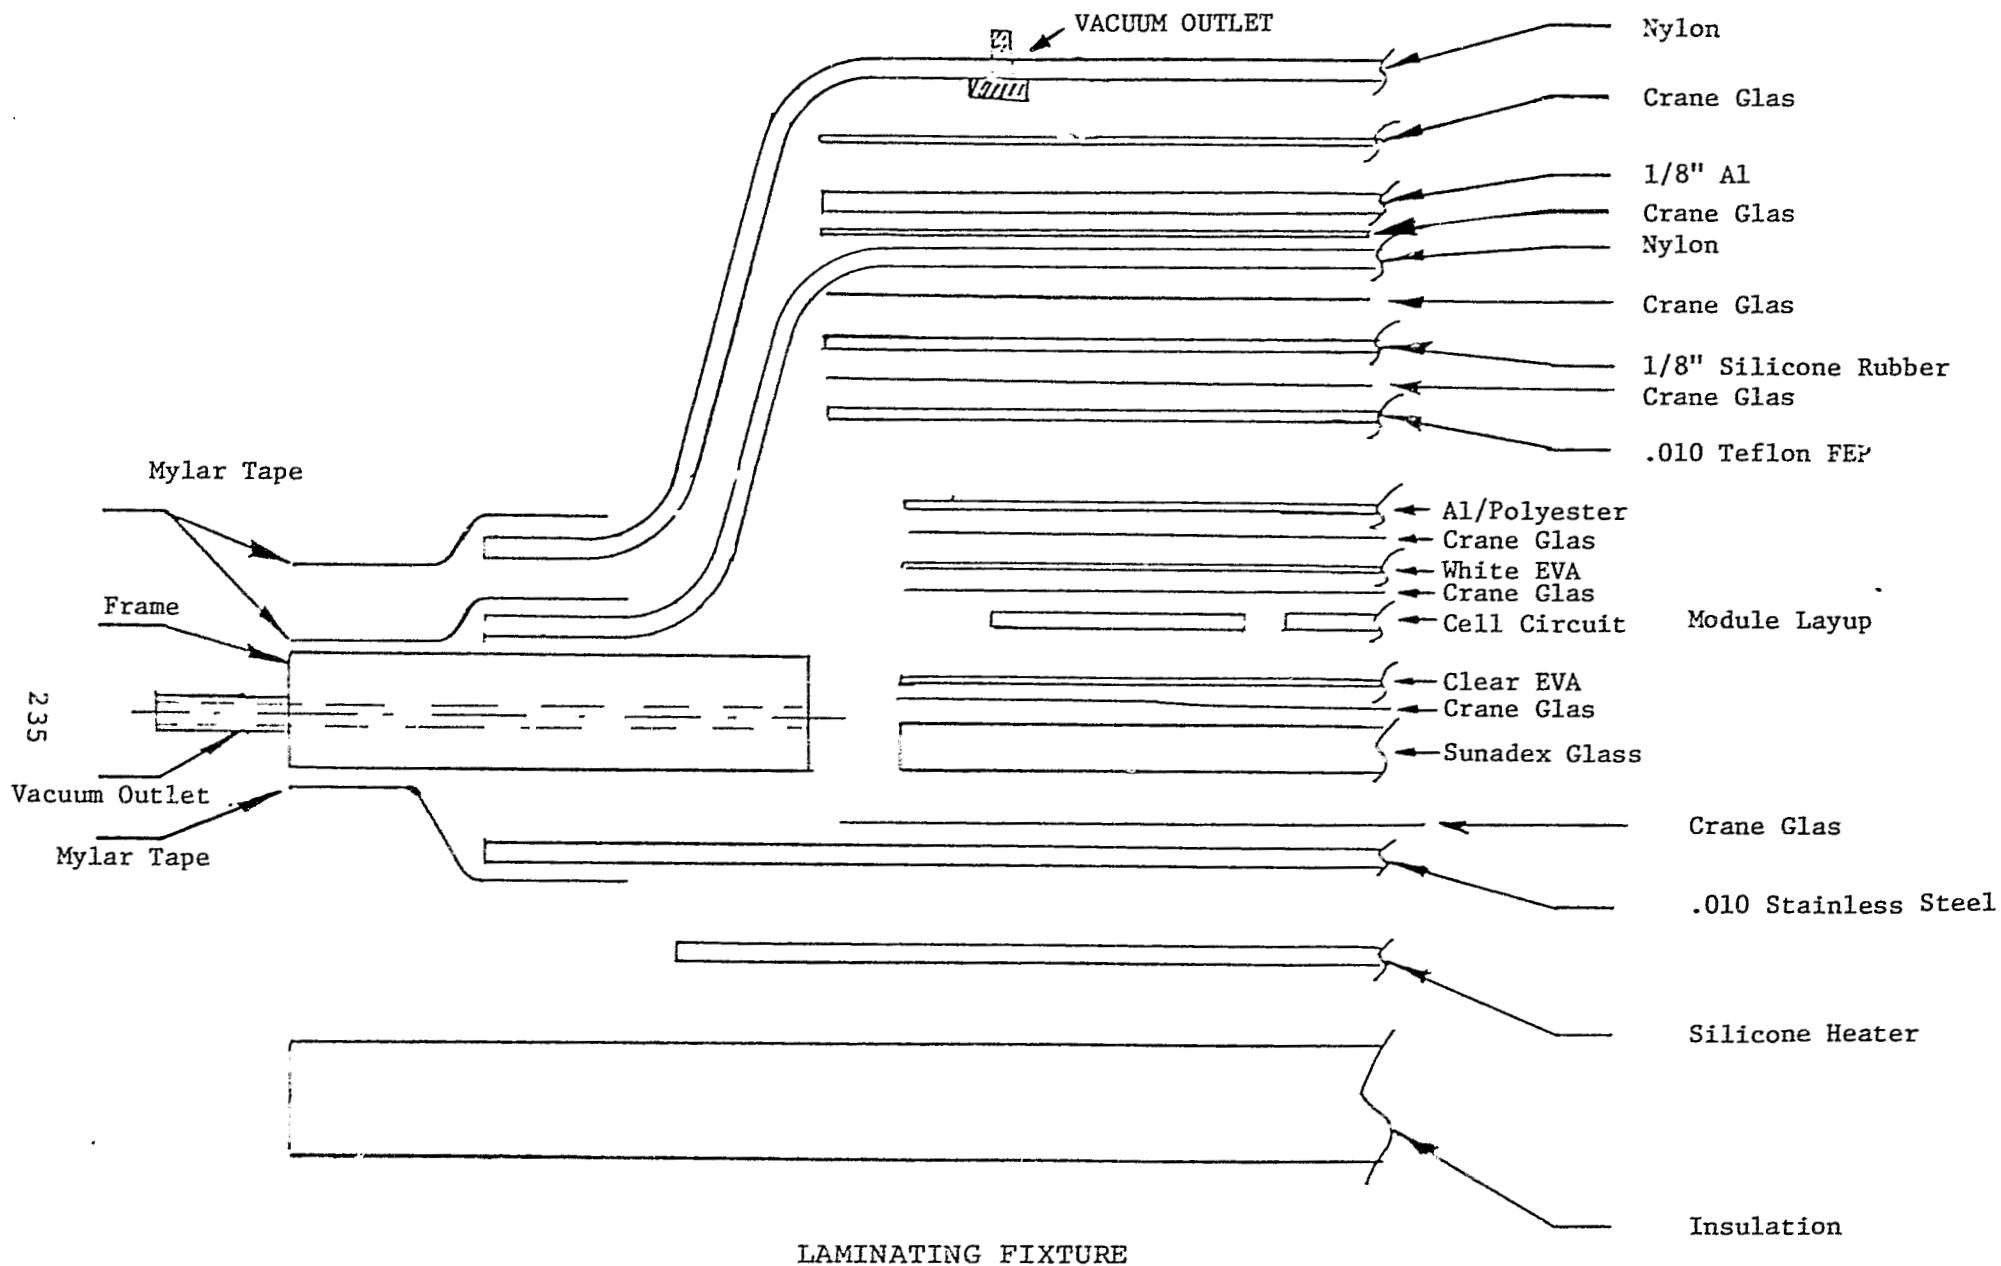 VACUUM OUTLET
Nylon
Crane Glas
1/8" Al
Crane Glas
Nylon
Crane Glas
1/8" Silicone Rubber
Crane Glas
.010 Teflon FEP
Mylar Tape
Al/Polyester
Crane Glas
White EVA
Crane Glas
Cell Circuit
Module Layup
Frame
Clear EVA
Crane Glas
Sunadex Glass
235
Vacuum Outlet
Mylar Tape
Crane Glas
.010 Stainless Steel
Silicone Heater
Insulation
LAMINATING FIXTURE